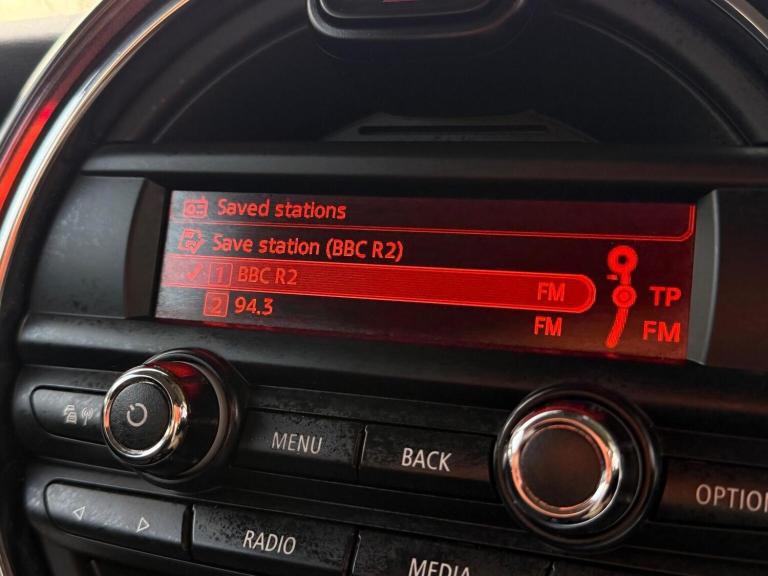 Saved stations
Save station (BBC R2)
1 BBC R2 FM
2 94.3 FM
TP
FM
MENU
BACK
OPTIO
RADIO
MEDIA